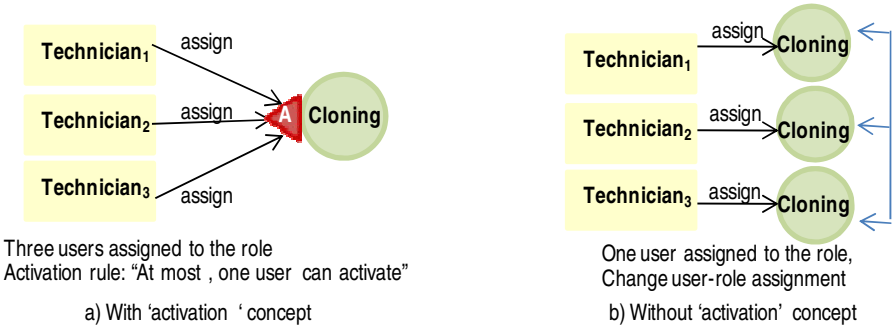 Technician1
assign
Technician2
assign
A
Cloning
Technician3
assign
Three users assigned to the role
Activation rule: “At most , one user can activate”
a) With ‘activation ‘ concept
Technician1
assign
Cloning
Technician2
assign
Cloning
Technician3
assign
Cloning
One user assigned to the role,
Change user-role assignment
b) Without ‘activation’ concept